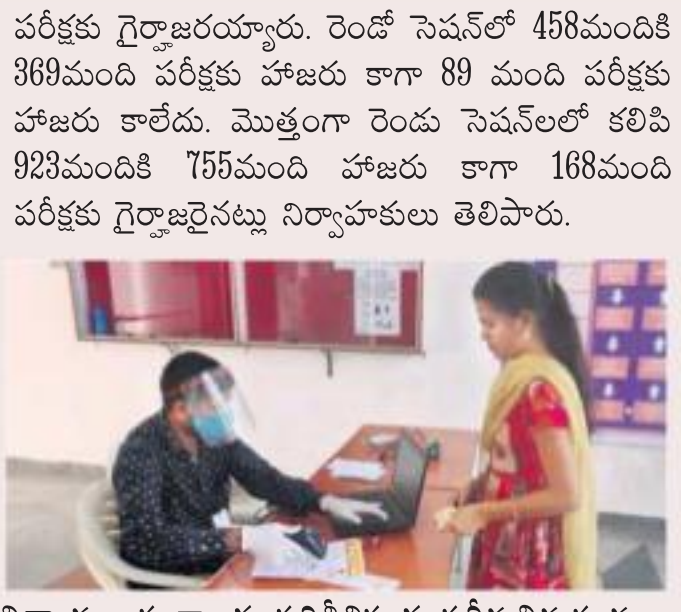 పరీక్షకు గైర్హాజరయ్యారు. రెండో సెషన్‌లో 458మందికి
369మంది పరీక్షకు హాజరు కాగా 89 మంది పరీక్షకు
హాజరు కాలేదు. మొత్తంగా రెండు సెషన్‌లలో కలిపి
923మందికి 755మంది హాజరు కాగా 168మంది
పరీక్షకు గైర్హాజరైనట్లు నిర్వాహకులు తెలిపారు.